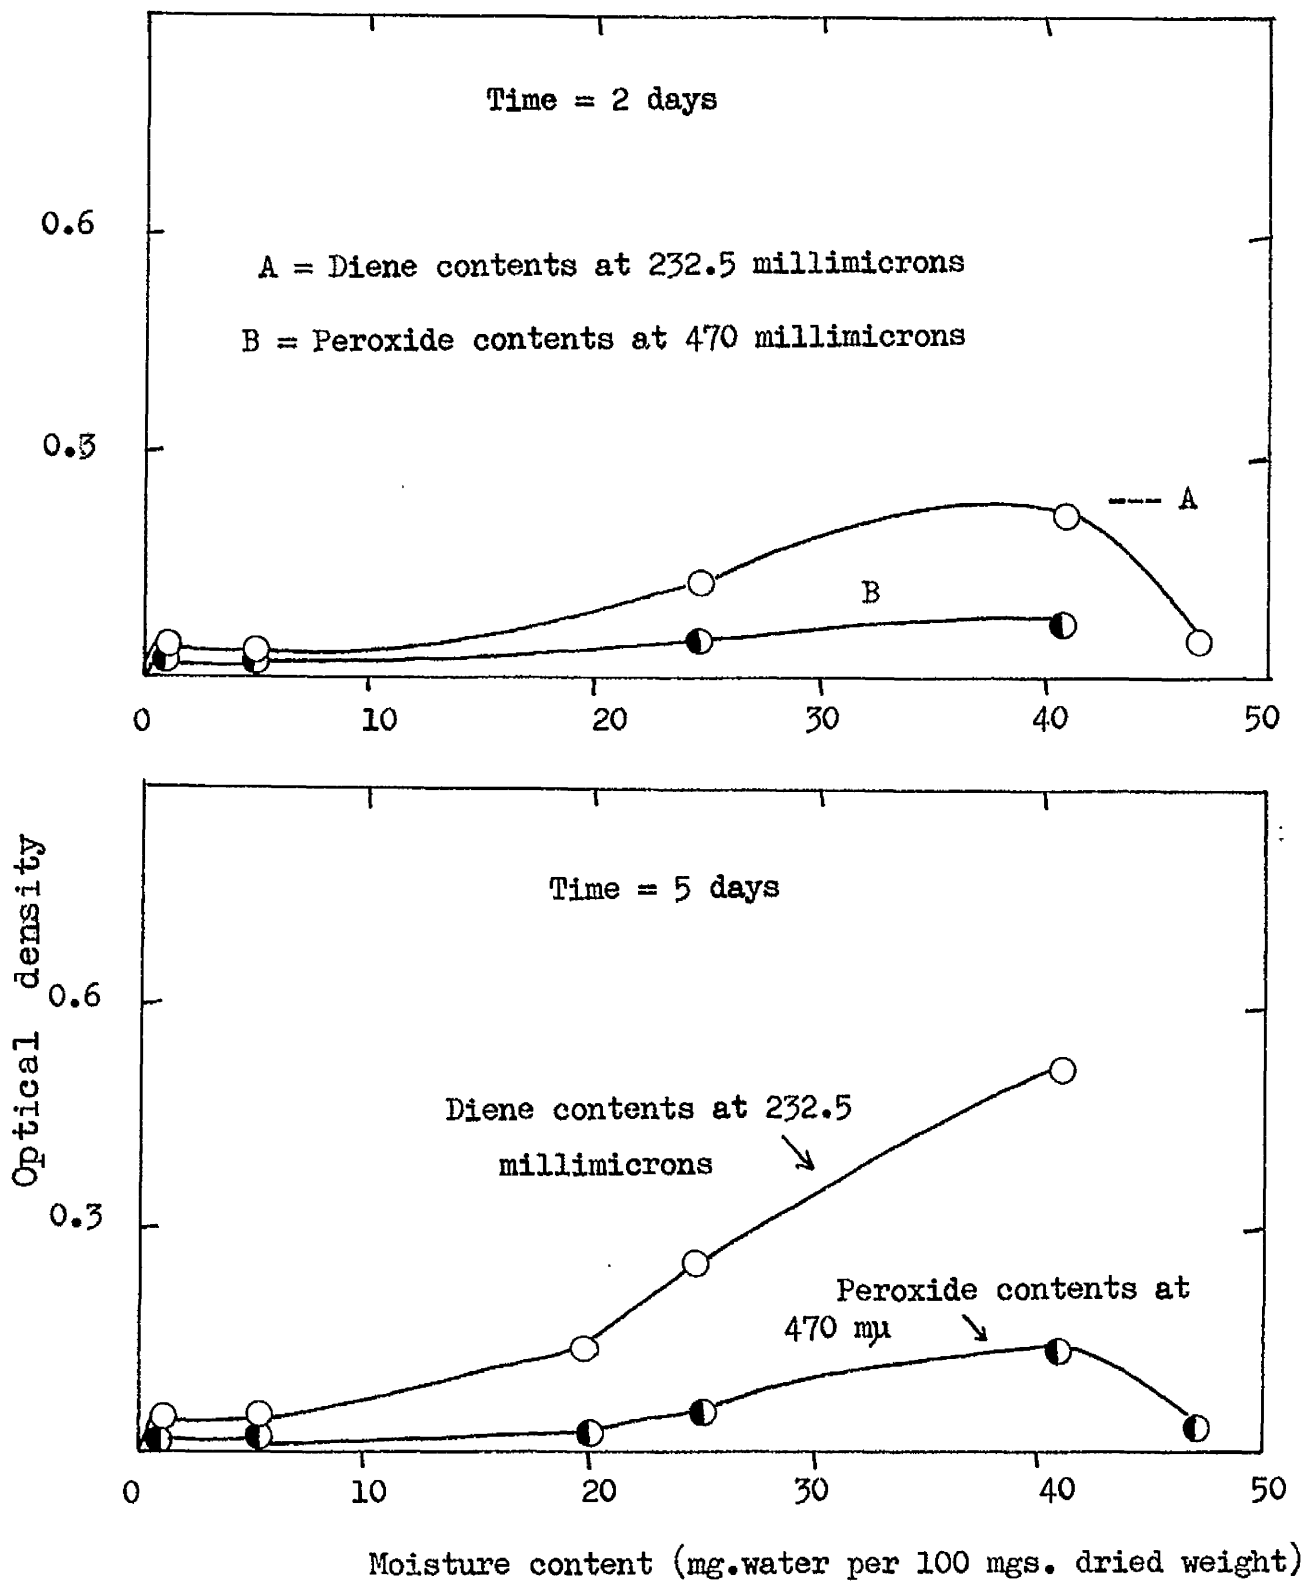 Time = 2 days
0.6
A = Diene contents at 232.5 millimicrons
B = Peroxide contents at 470 millimicrons
0.3
--- A
B
0 10 20 30 40 50
Time = 5 days
Optical density
0.6
Diene contents at 232.5
millimicrons
0.3
Peroxide contents at
470 mμ
0 10 20 30 40 50
Moisture content (mg.water per 100 mgs. dried weight)